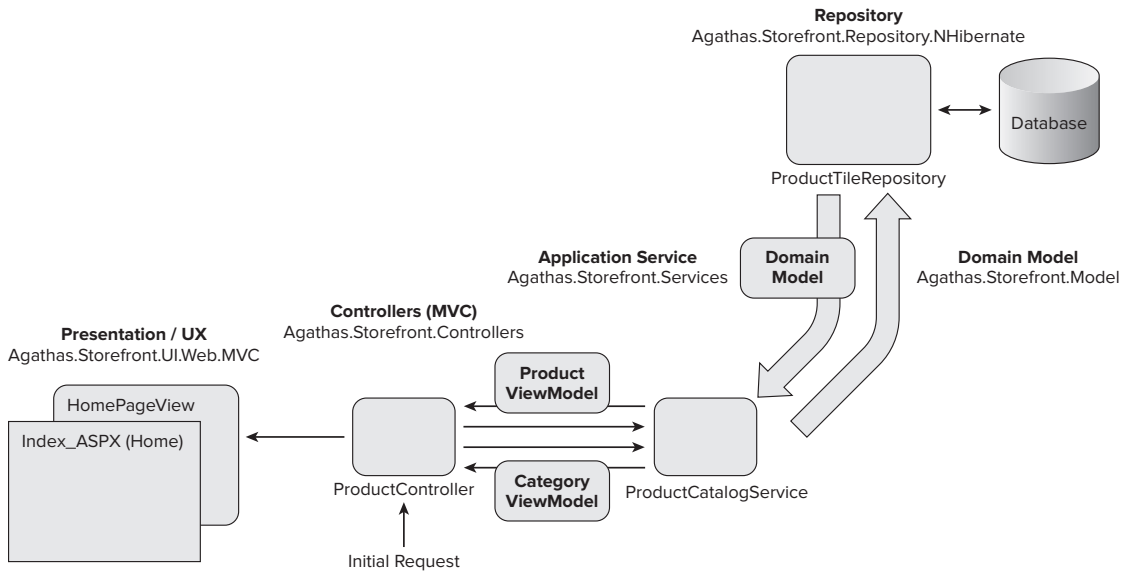 Repository
Agathas.Storefront.Repository.NHibernate
Database
ProductTileRepository
Application Service
Agathas.Storefront.Services
Domain
Model
Domain Model
Agathas.Storefront.Model
Controllers (MVC)
Agathas.Storefront.Controllers
Presentation / UX
Agathas.Storefront.UI.Web.MVC
Product
ViewModel
HomePageView
Index_ASPX (Home)
Category
ViewModel
ProductController
ProductCatalogService
Initial Request